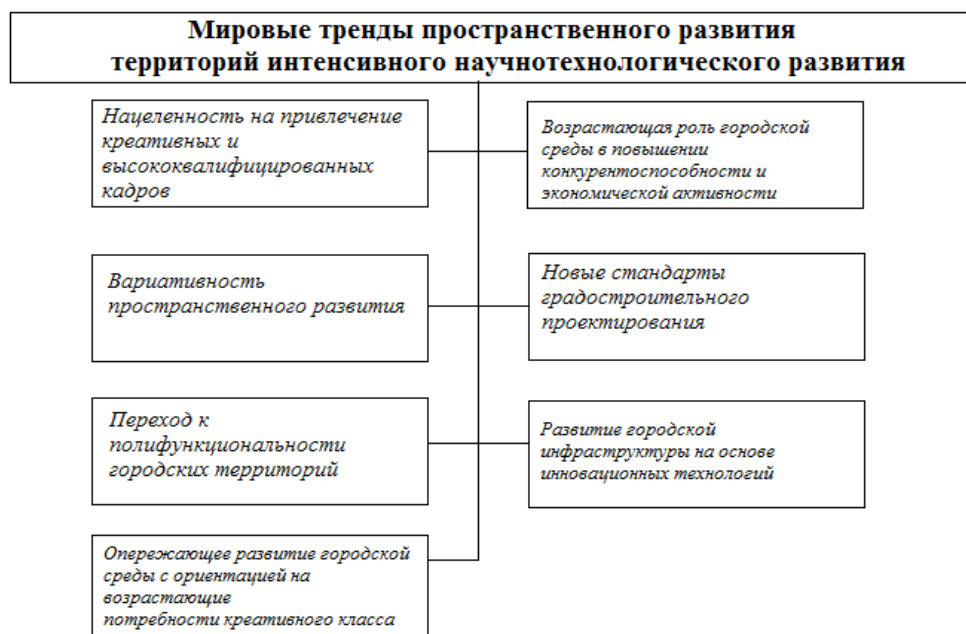 Мировые тренды пространственного развития
территорий интенсивного научнотехнологического развития
Нацеленность на привлечение
креативных и
высококвалифицированных
кадров
Возрастающая роль городской
среды в повышении
конкурентоспособности и
экономической активности
Вариативность
пространственного развития
Новые стандарты
градостроительного
проектирования
Переход к
полифункциональности
городских территорий
Развитие городской
инфраструктуры на основе
инновационных технологий
Опережающее развитие городской
среды с ориентацией на
возрастающие
потребности креативного класса